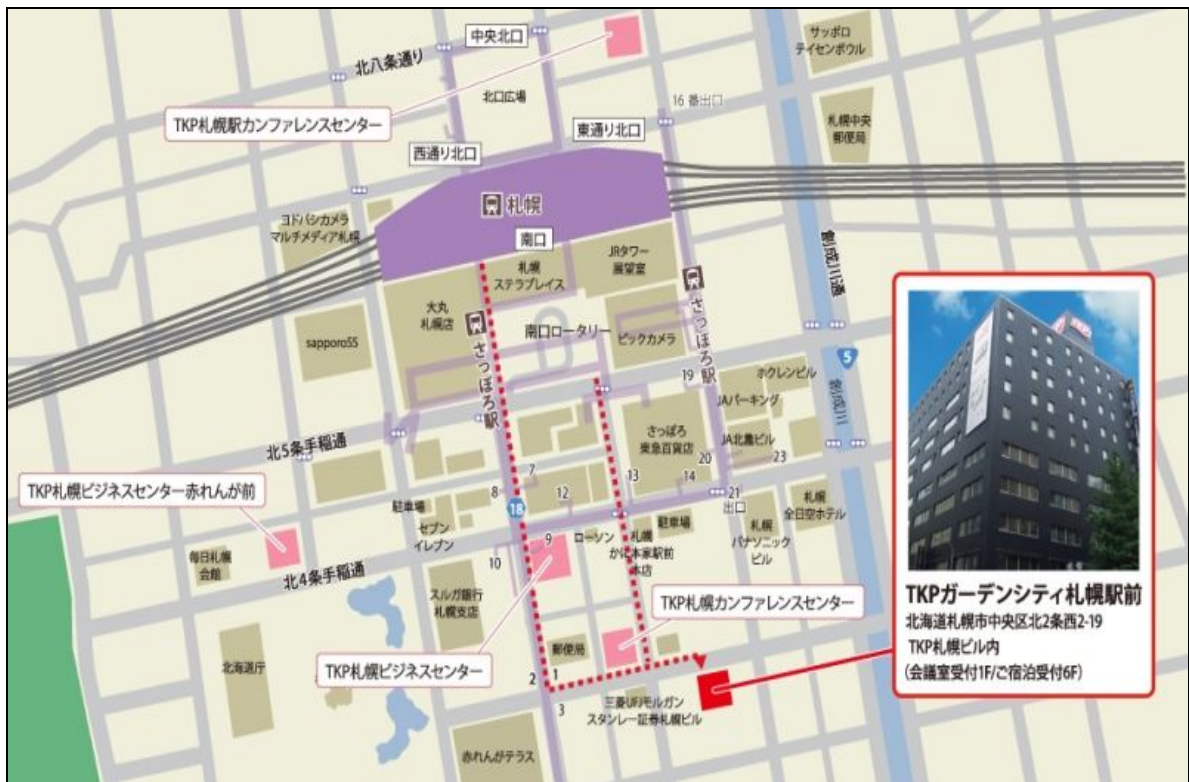 中央北口
サッポロ
テイセンボウル
北八条通り
北口広場
16 番出口
TKP札幌駅カンファレンスセンター
東通り北口
札幌中央
郵便局
西通り北口
札幌
ヨドバシカメラ
マルチメディア札幌
南口
JRタワー
展望室
創成川通
札幌
ステラプレイス
大丸
札幌店
さっぽろ駅
南口ロータリー
ビックカメラ
さっぽろ駅
sapporo55
5
創成川
19
ホクレンビル
JAパーキング
さっぽろ
東急百貨店
JA北農ビル
北5条手稲通
20
23
7
13
14
TKP札幌ビジネスセンター赤れんが前
8
12
21
出口
18
駐車場
セブン
イレブン
9
ローソン
札幌
かに本家駅前
本店
駐車場
札幌
パナソニック
ビル
札幌
全日空ホテル
毎日札幌
会館
北4条手稲通
10
スルガ銀行
札幌支店
TKP札幌カンファレンスセンター
北海道庁
TKP札幌ビジネスセンター
郵便局
1
2
3
三菱UFJモルガン
スタンレー証券札幌ビル
赤れんがテラス
TKPガーデンシティ札幌駅前
北海道札幌市中央区北2条西2-19
TKP札幌ビル内
(会議室受付1F/ご宿泊受付6F)